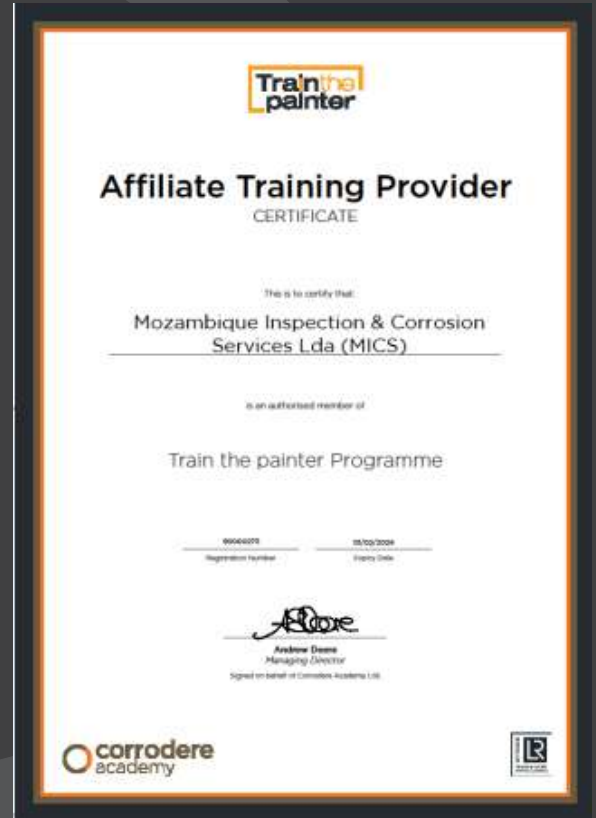 Train the
painter
Affiliate Training Provider
CERTIFICATE
This is to certify that:
Mozambique Inspection & Corrosion
Services Lda (MICS)
is an authorised member of
Train the painter Programme
Registration Number
Expiry Date
Andrew Deere
Managing Director
Signed on behalf of Corrodere Academy Ltd.
corrodere
academy
LR